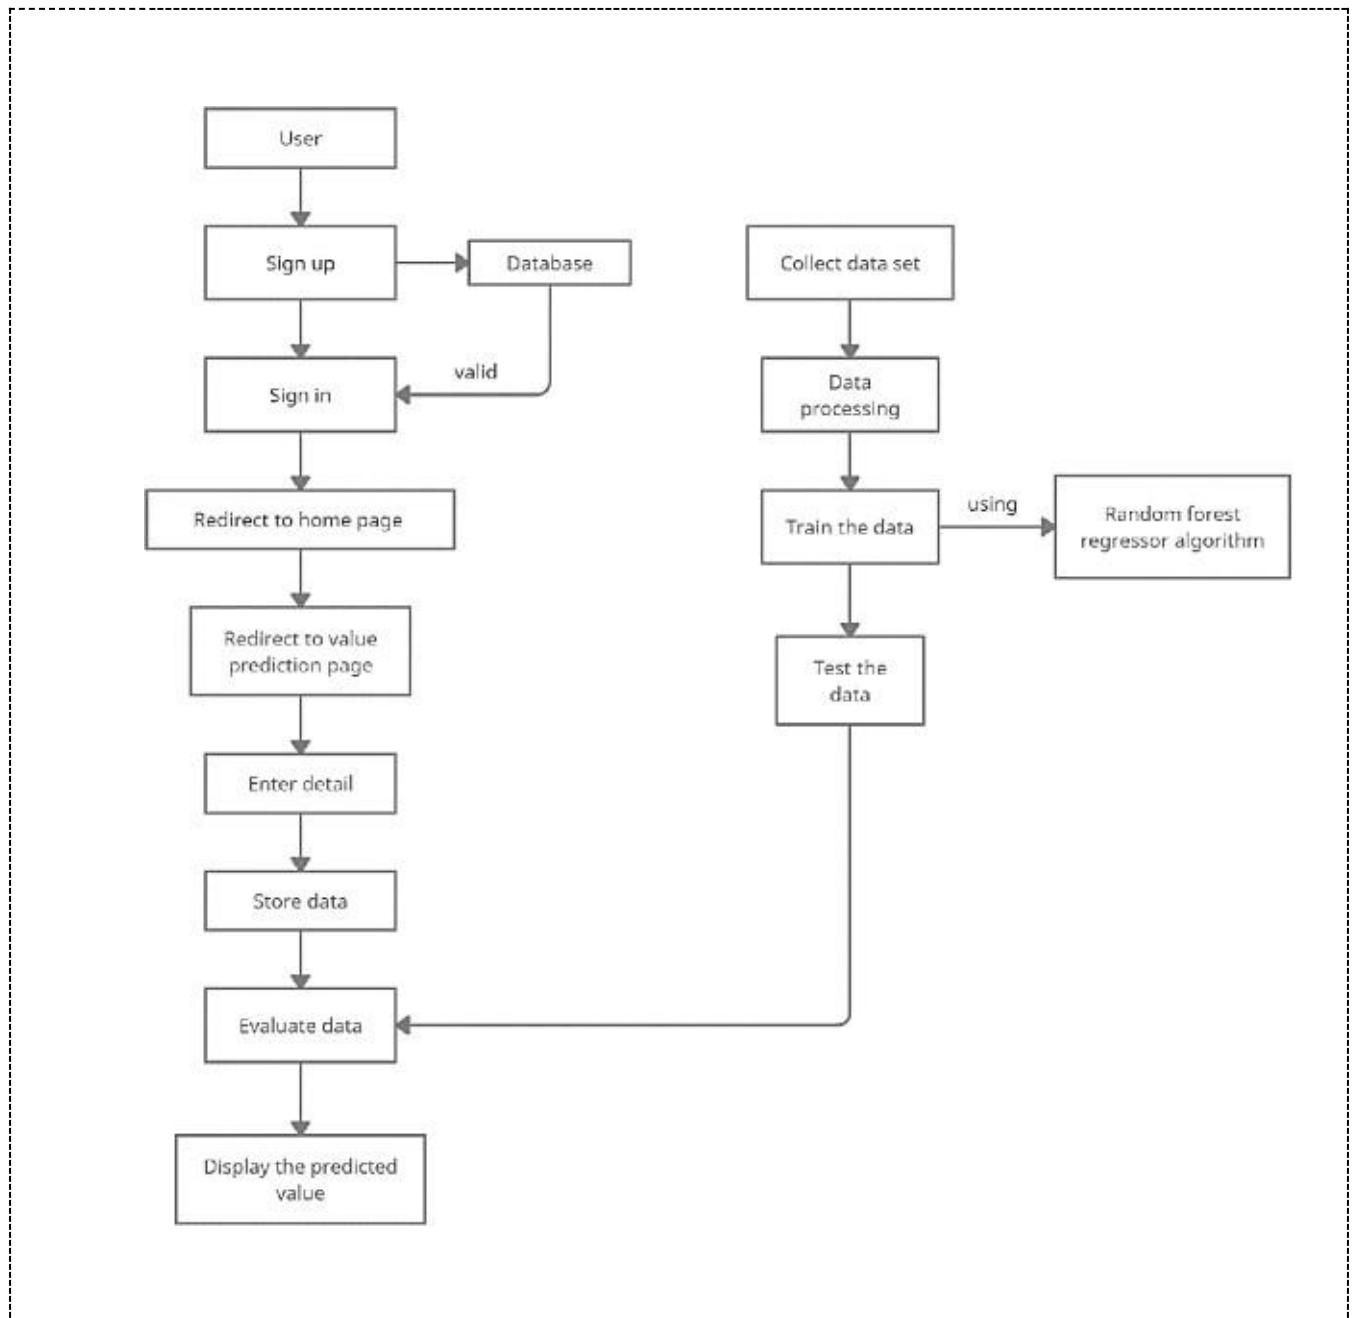 User
Sign up
Database
Collect data set
valid
Sign in
Data
processing
Redirect to home page
using
Train the data
Random forest
regressor algorithm
Redirect to value
prediction page
Test the
data
Enter detail
Store data
Evaluate data
Display the predicted
value